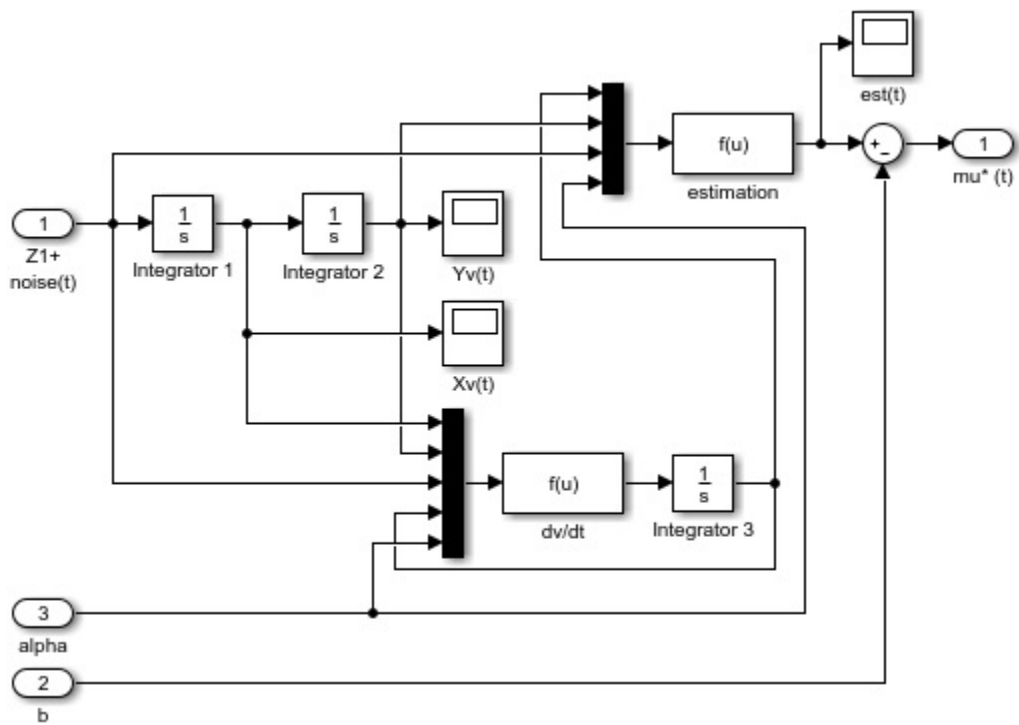 est(t)
f(u)
estimation
+
−
1
mu* (t)
1
Z1+
noise(t)
1
s
Integrator 1
1
s
Integrator 2
Yv(t)
Xv(t)
f(u)
dv/dt
1
s
Integrator 3
3
alpha
2
b